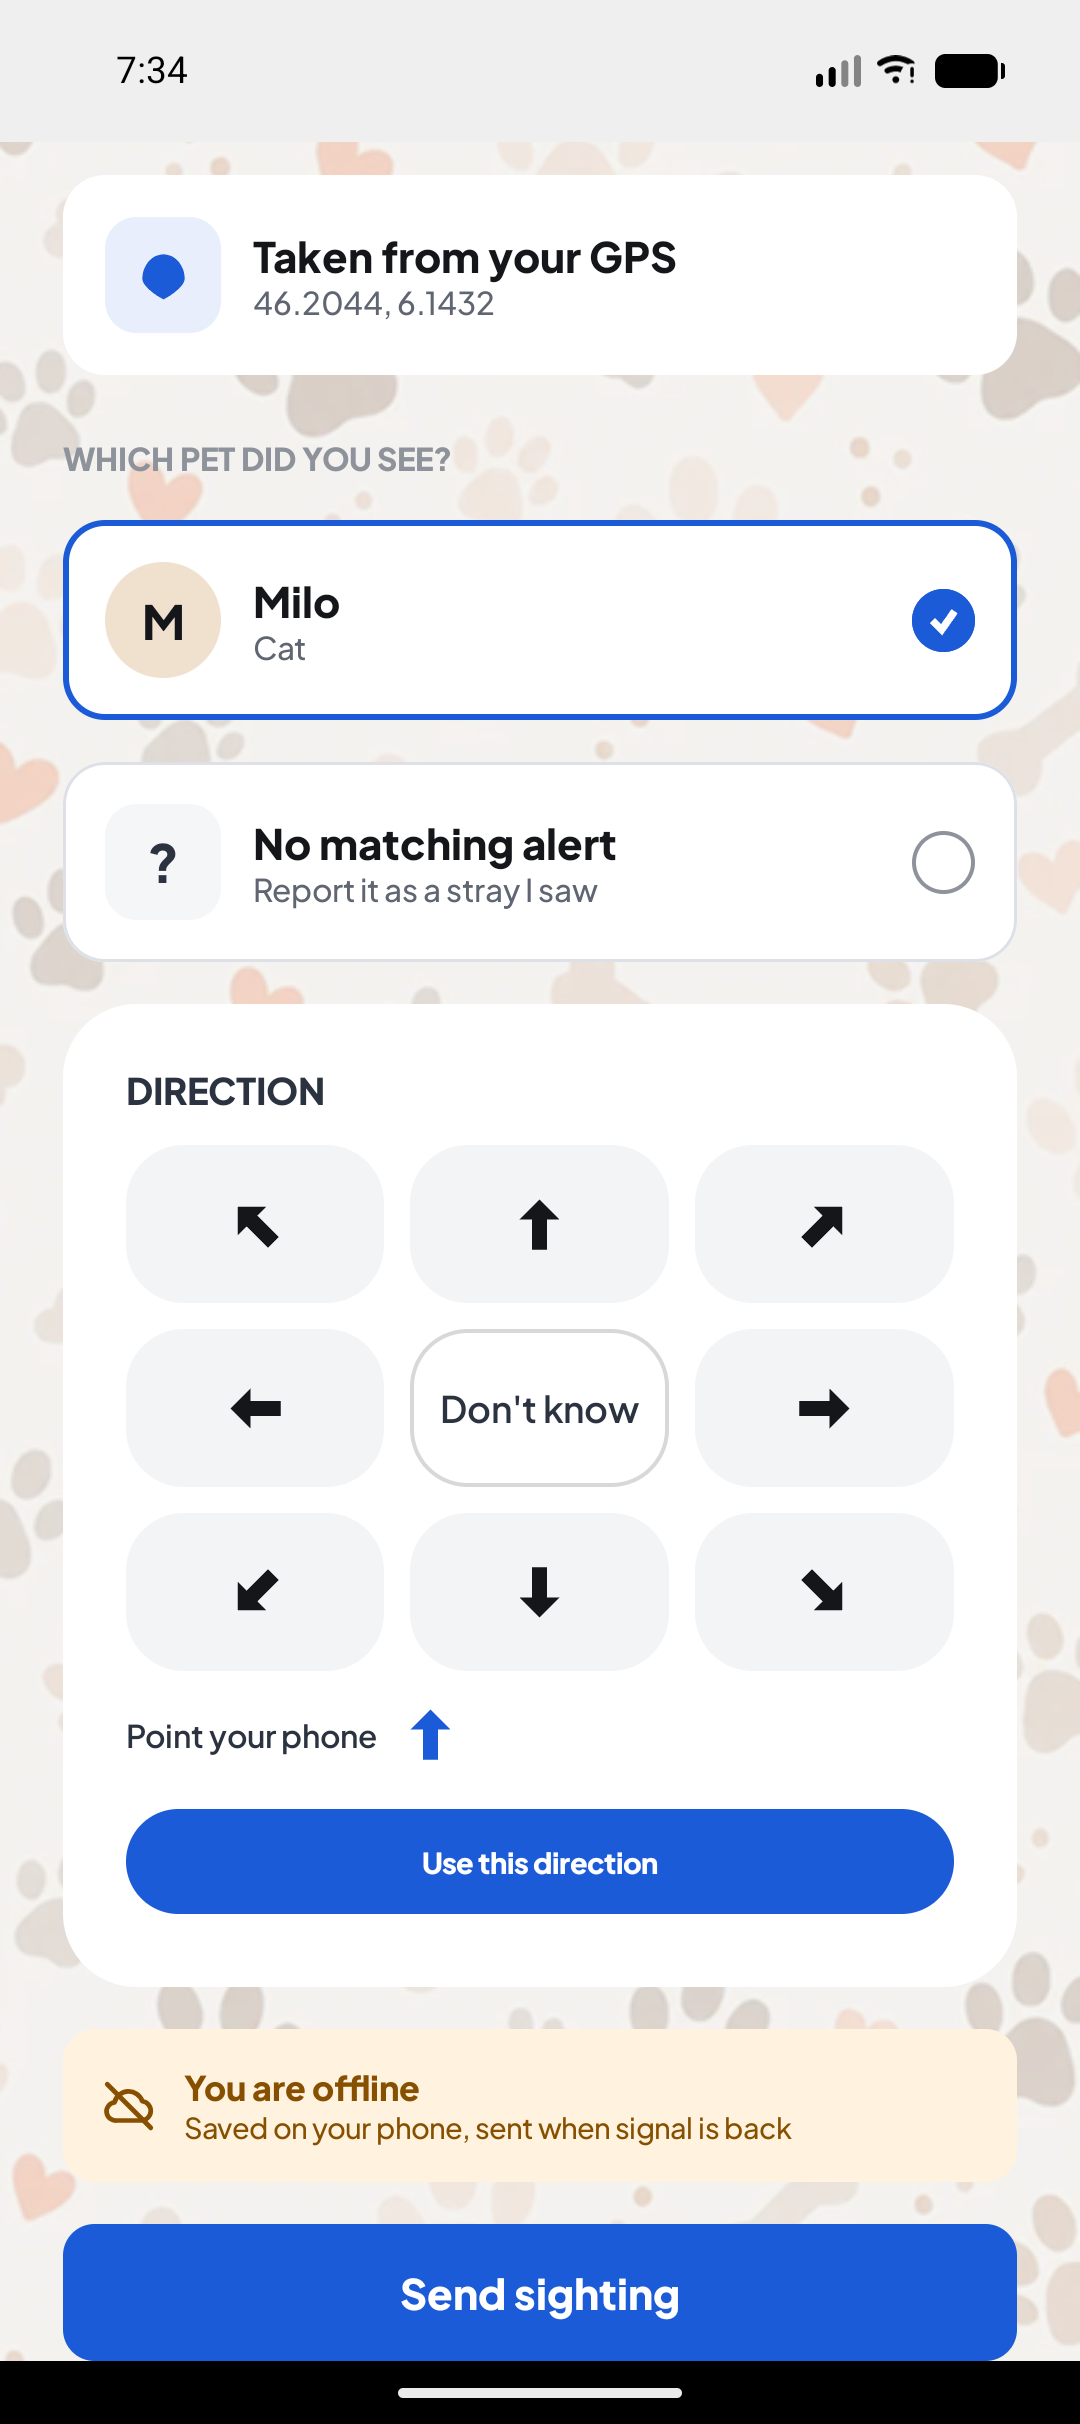 7:34
Taken from your GPS
46.2044, 6.1432
WHICH PET DID YOU SEE?
M
Milo
Cat
?
No matching alert
Report it as a stray I saw
DIRECTION
Don't know
Point your phone
Use this direction
You are offline
Saved on your phone, sent when signal is back
Send sighting